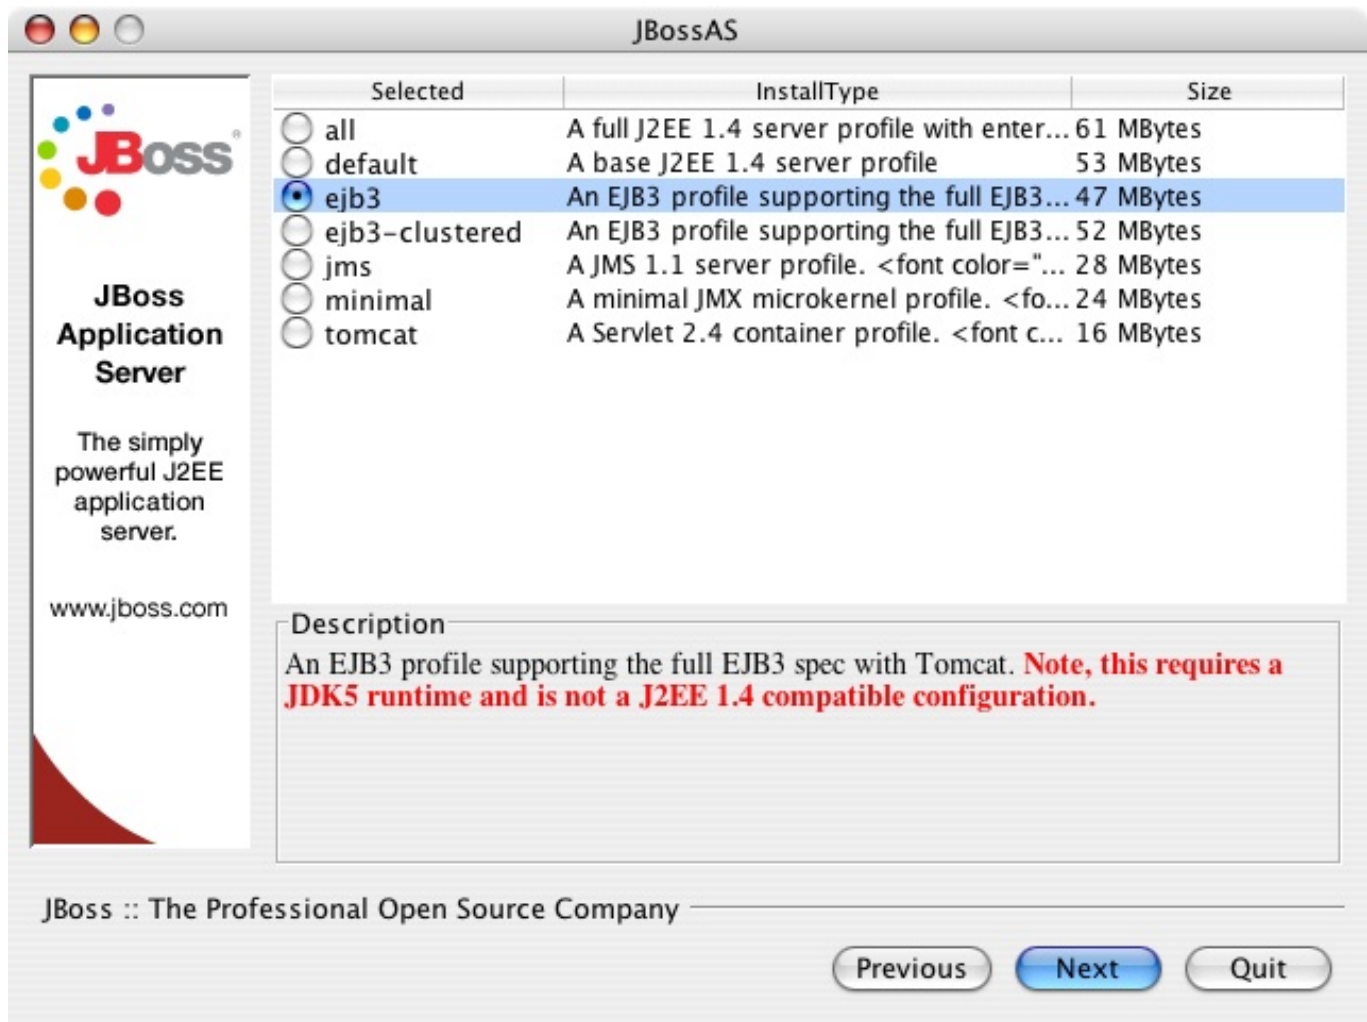 JBossAS
JBoss®
JBoss
Application
Server
The simply
powerful J2EE
application
server.
www.jboss.com
Selected InstallType Size
all A full J2EE 1.4 server profile with enter... 61 MBytes
default A base J2EE 1.4 server profile 53 MBytes
ejb3 An EJB3 profile supporting the full EJB3... 47 MBytes
ejb3-clustered An EJB3 profile supporting the full EJB3... 52 MBytes
jms A JMS 1.1 server profile. <font color="... 28 MBytes
minimal A minimal JMX microkernel profile. <fo... 24 MBytes
tomcat A Servlet 2.4 container profile. <font c... 16 MBytes
Description
An EJB3 profile supporting the full EJB3 spec with Tomcat. Note, this requires a
JDK5 runtime and is not a J2EE 1.4 compatible configuration.
JBoss :: The Professional Open Source Company
Previous Next Quit